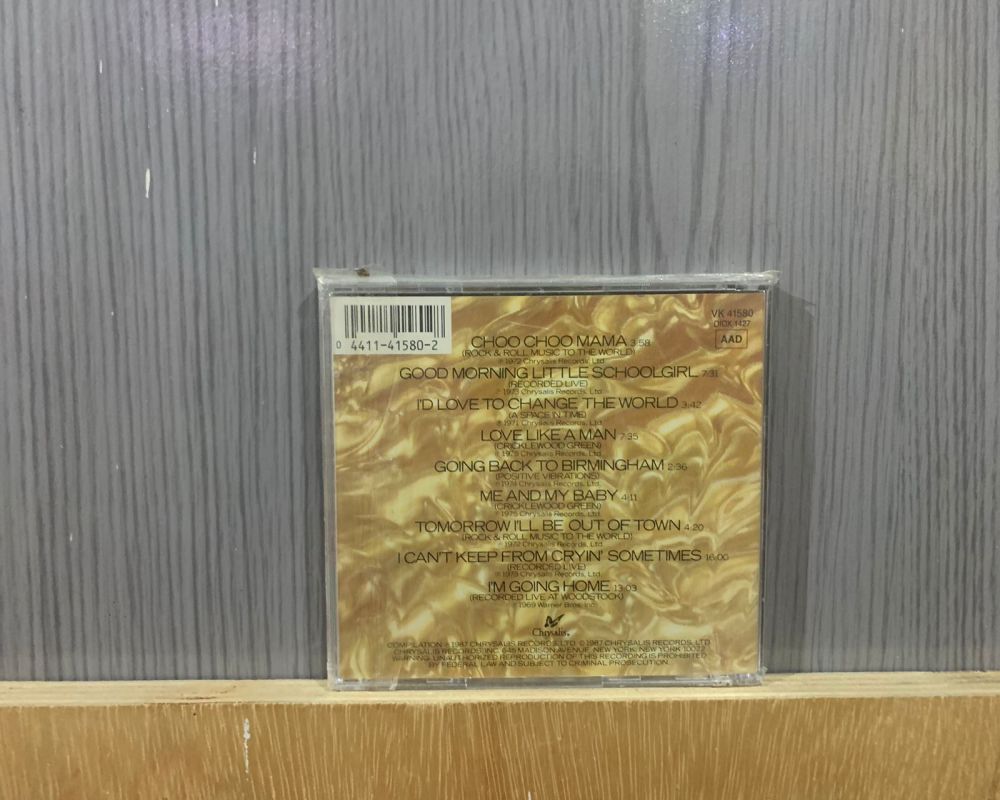 0 4411-41580-2
VK 41580
DIDX 1427
AAD
CHOO CHOO MAMA 3:58
(ROCK & ROLL MUSIC TO THE WORLD)
℗ 1972 Chrysalis Records, Ltd.
GOOD MORNING LITTLE SCHOOLGIRL 7:31
(RECORDED LIVE)
℗ 1973 Chrysalis Records, Ltd.
I'D LOVE TO CHANGE THE WORLD 3:42
(A SPACE IN TIME)
℗ 1971 Chrysalis Records, Ltd.
LOVE LIKE A MAN 7:35
(CRICKLEWOOD GREEN)
℗ 1975 Chrysalis Records, Ltd.
GOING BACK TO BIRMINGHAM 2:36
(POSITIVE VIBRATIONS)
℗ 1974 Chrysalis Records, Ltd.
ME AND MY BABY 4:11
(CRICKLEWOOD GREEN)
℗ 1975 Chrysalis Records, Ltd.
TOMORROW I'LL BE OUT OF TOWN 4:20
(ROCK & ROLL MUSIC TO THE WORLD)
℗ 1972 Chrysalis Records, Ltd.
I CAN'T KEEP FROM CRYIN' SOMETIMES 16:00
(RECORDED LIVE)
℗ 1973 Chrysalis Records, Ltd.
I'M GOING HOME 13:03
(RECORDED LIVE AT WOODSTOCK)
℗ 1969 Warner Bros. Inc.
Chrysalis.
COMPILATION ℗ 1987 CHRYSALIS RECORDS, LTD. © 1987 CHRYSALIS RECORDS, LTD.
CHRYSALIS RECORDS, INC. 645 MADISON AVENUE, NEW YORK, NEW YORK 10022
WARNING: UNAUTHORIZED REPRODUCTION OF THIS RECORDING IS PROHIBITED
BY FEDERAL LAW AND SUBJECT TO CRIMINAL PROSECUTION.